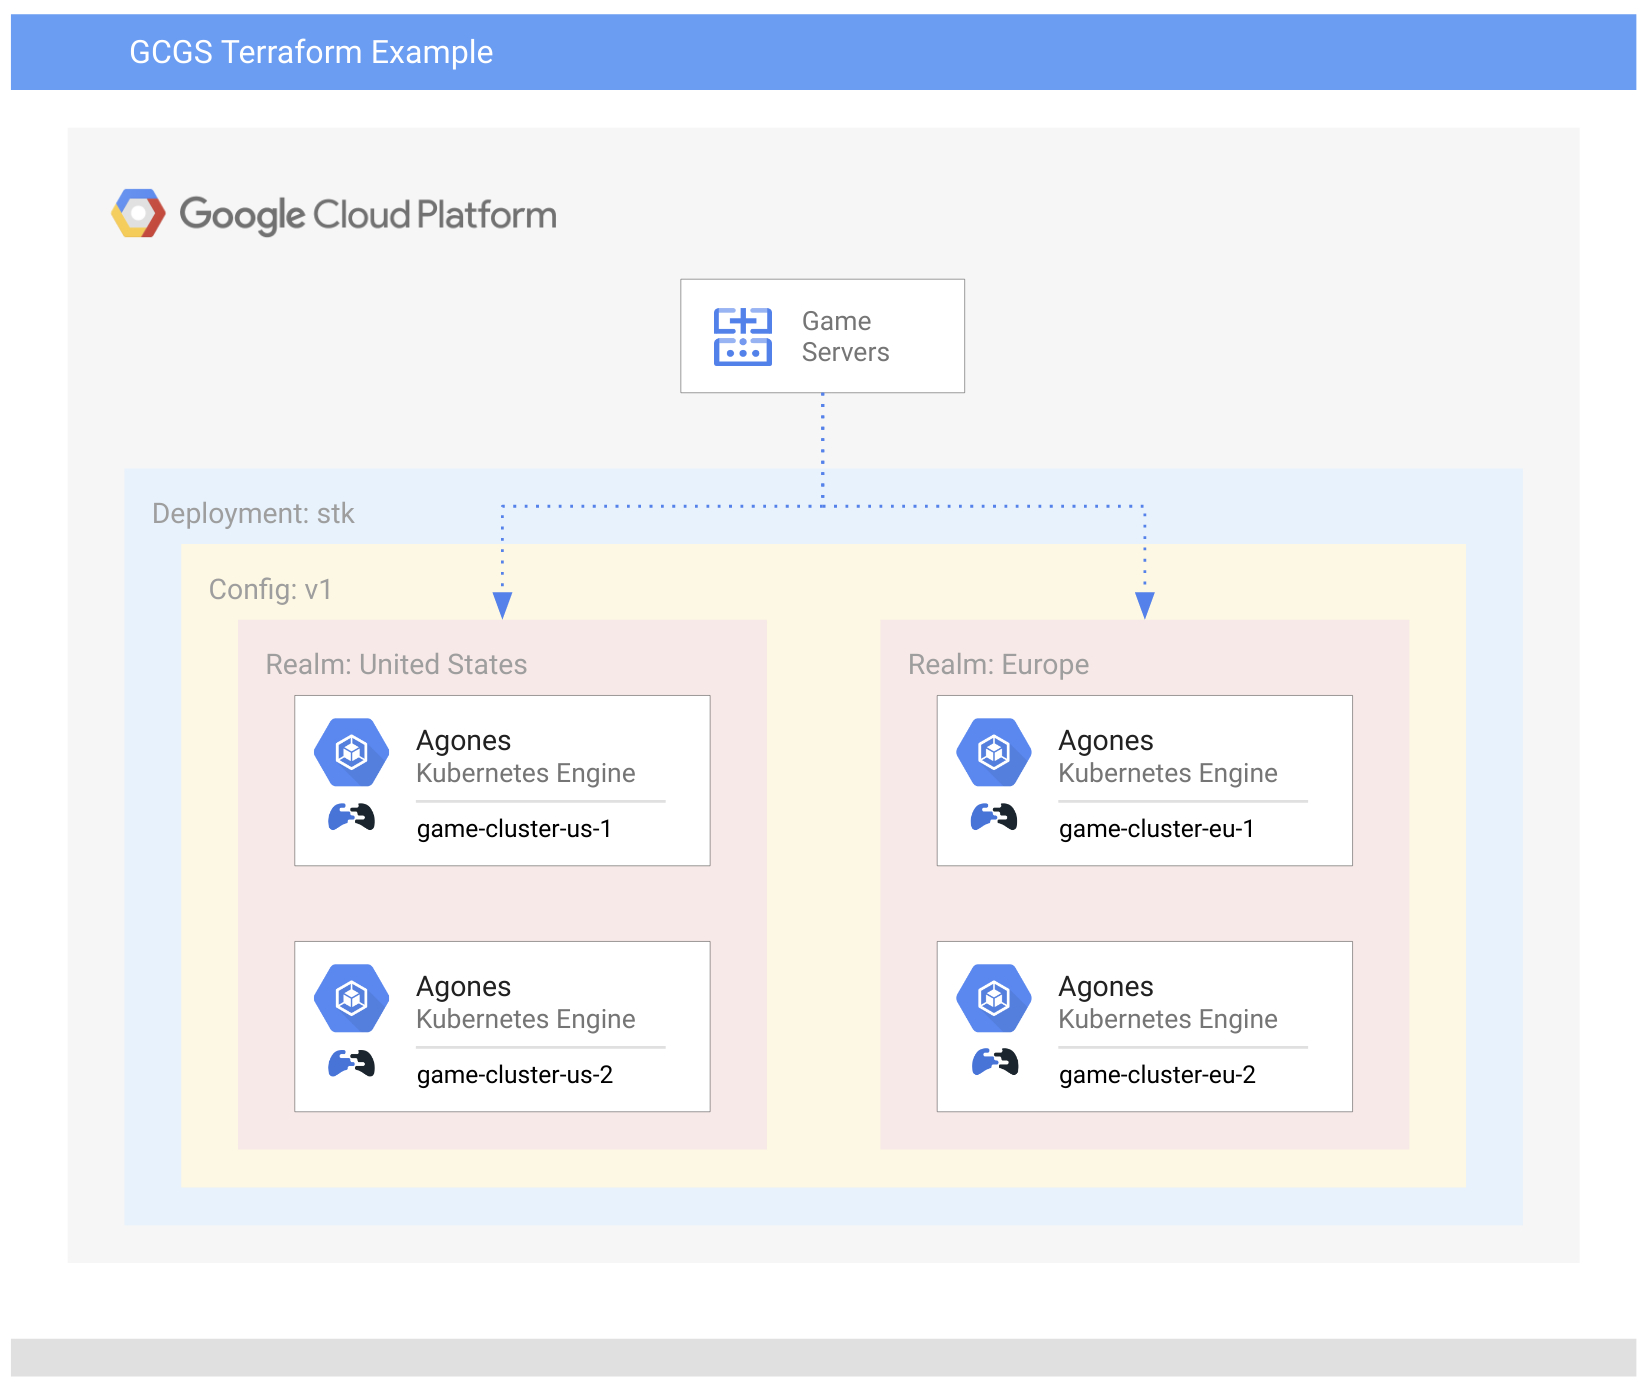 GCGS Terraform Example
Google Cloud Platform
Game
Servers
Deployment: stk
Config: v1
Realm: United States
Agones
Kubernetes Engine
game-cluster-us-1
Agones
Kubernetes Engine
game-cluster-us-2
Realm: Europe
Agones
Kubernetes Engine
game-cluster-eu-1
Agones
Kubernetes Engine
game-cluster-eu-2